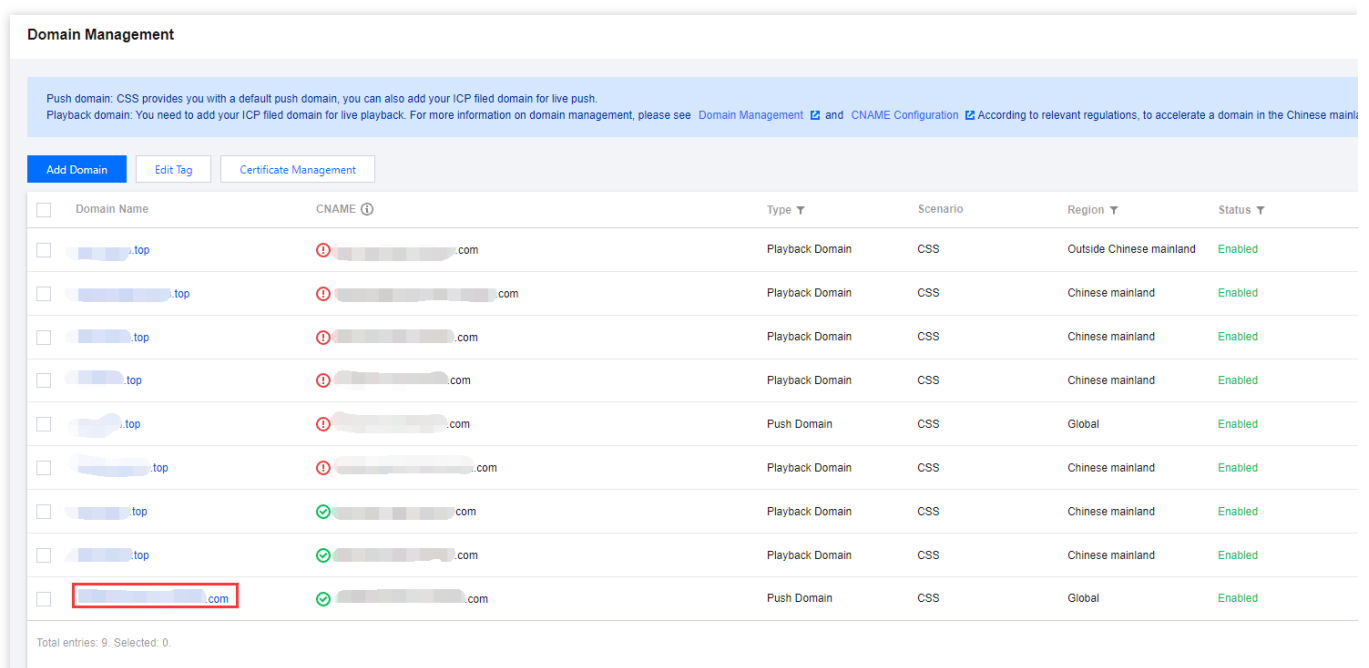 Domain Management
Push domain: CSS provides you with a default push domain, you can also add your ICP filed domain for live push.
Playback domain: You need to add your ICP filed domain for live playback. For more information on domain management, please see Domain Management and CNAME Configuration According to relevant regulations, to accelerate a domain in the Chinese
Add Domain Edit Tag Certificate Management
Domain Name CNAME Type Scenario Region Status
.top .com Playback Domain CSS Outside Chinese mainland Enabled
.top .com Playback Domain CSS Chinese mainland Enabled
.top .com Playback Domain CSS Chinese mainland Enabled
.top .com Playback Domain CSS Chinese mainland Enabled
.top .com Push Domain CSS Global Enabled
.top .com Playback Domain CSS Chinese mainland Enabled
.top .com Playback Domain CSS Chinese mainland Enabled
.top .com Playback Domain CSS Chinese mainland Enabled
.com .com Push Domain CSS Global Enabled
Total entries: 9. Selected: 0.